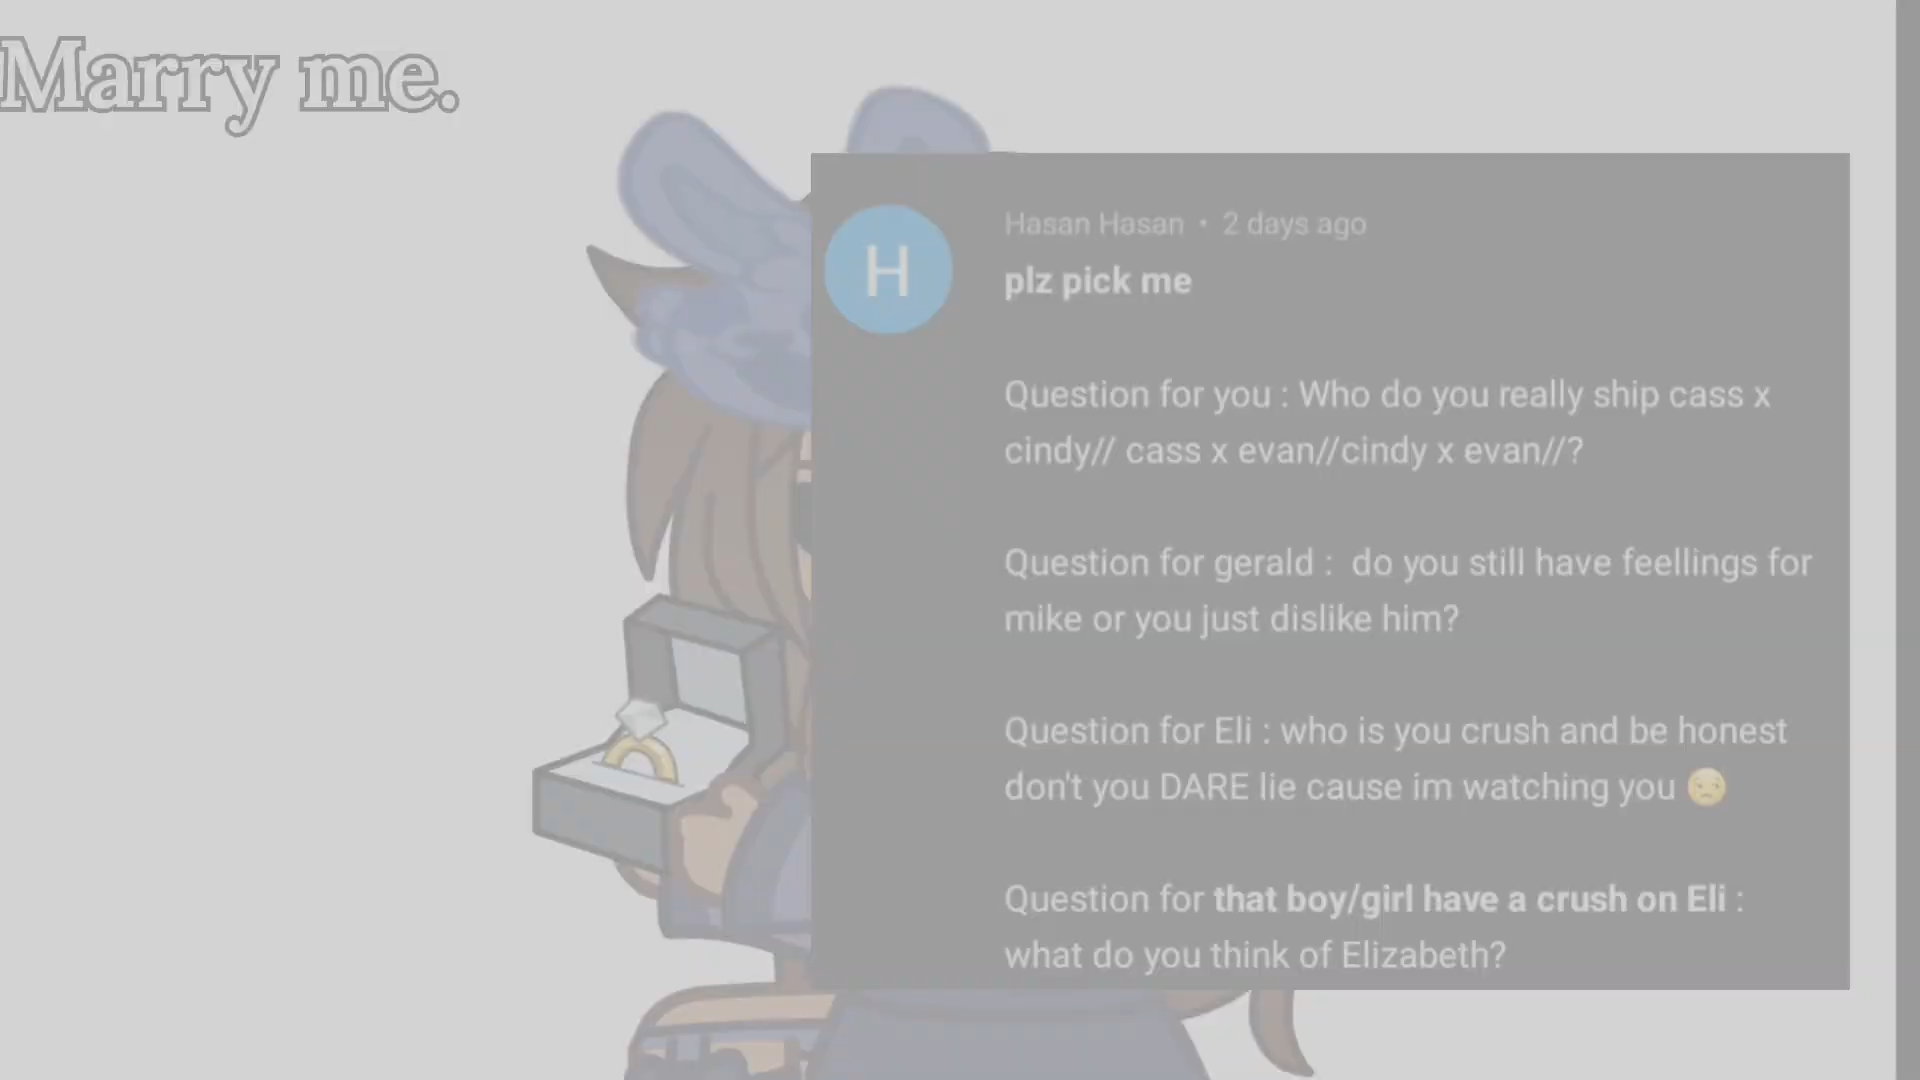 Marry me.
H
Hasan Hasan • 2 days ago
plz pick me
Question for you : Who do you really ship cass x
cindy// cass x evan//cindy x evan//?
Question for gerald :  do you still have feellings for
mike or you just dislike him?
Question for Eli : who is you crush and be honest
don't you DARE lie cause im watching you 😒
Question for that boy/girl have a crush on Eli :
what do you think of Elizabeth?